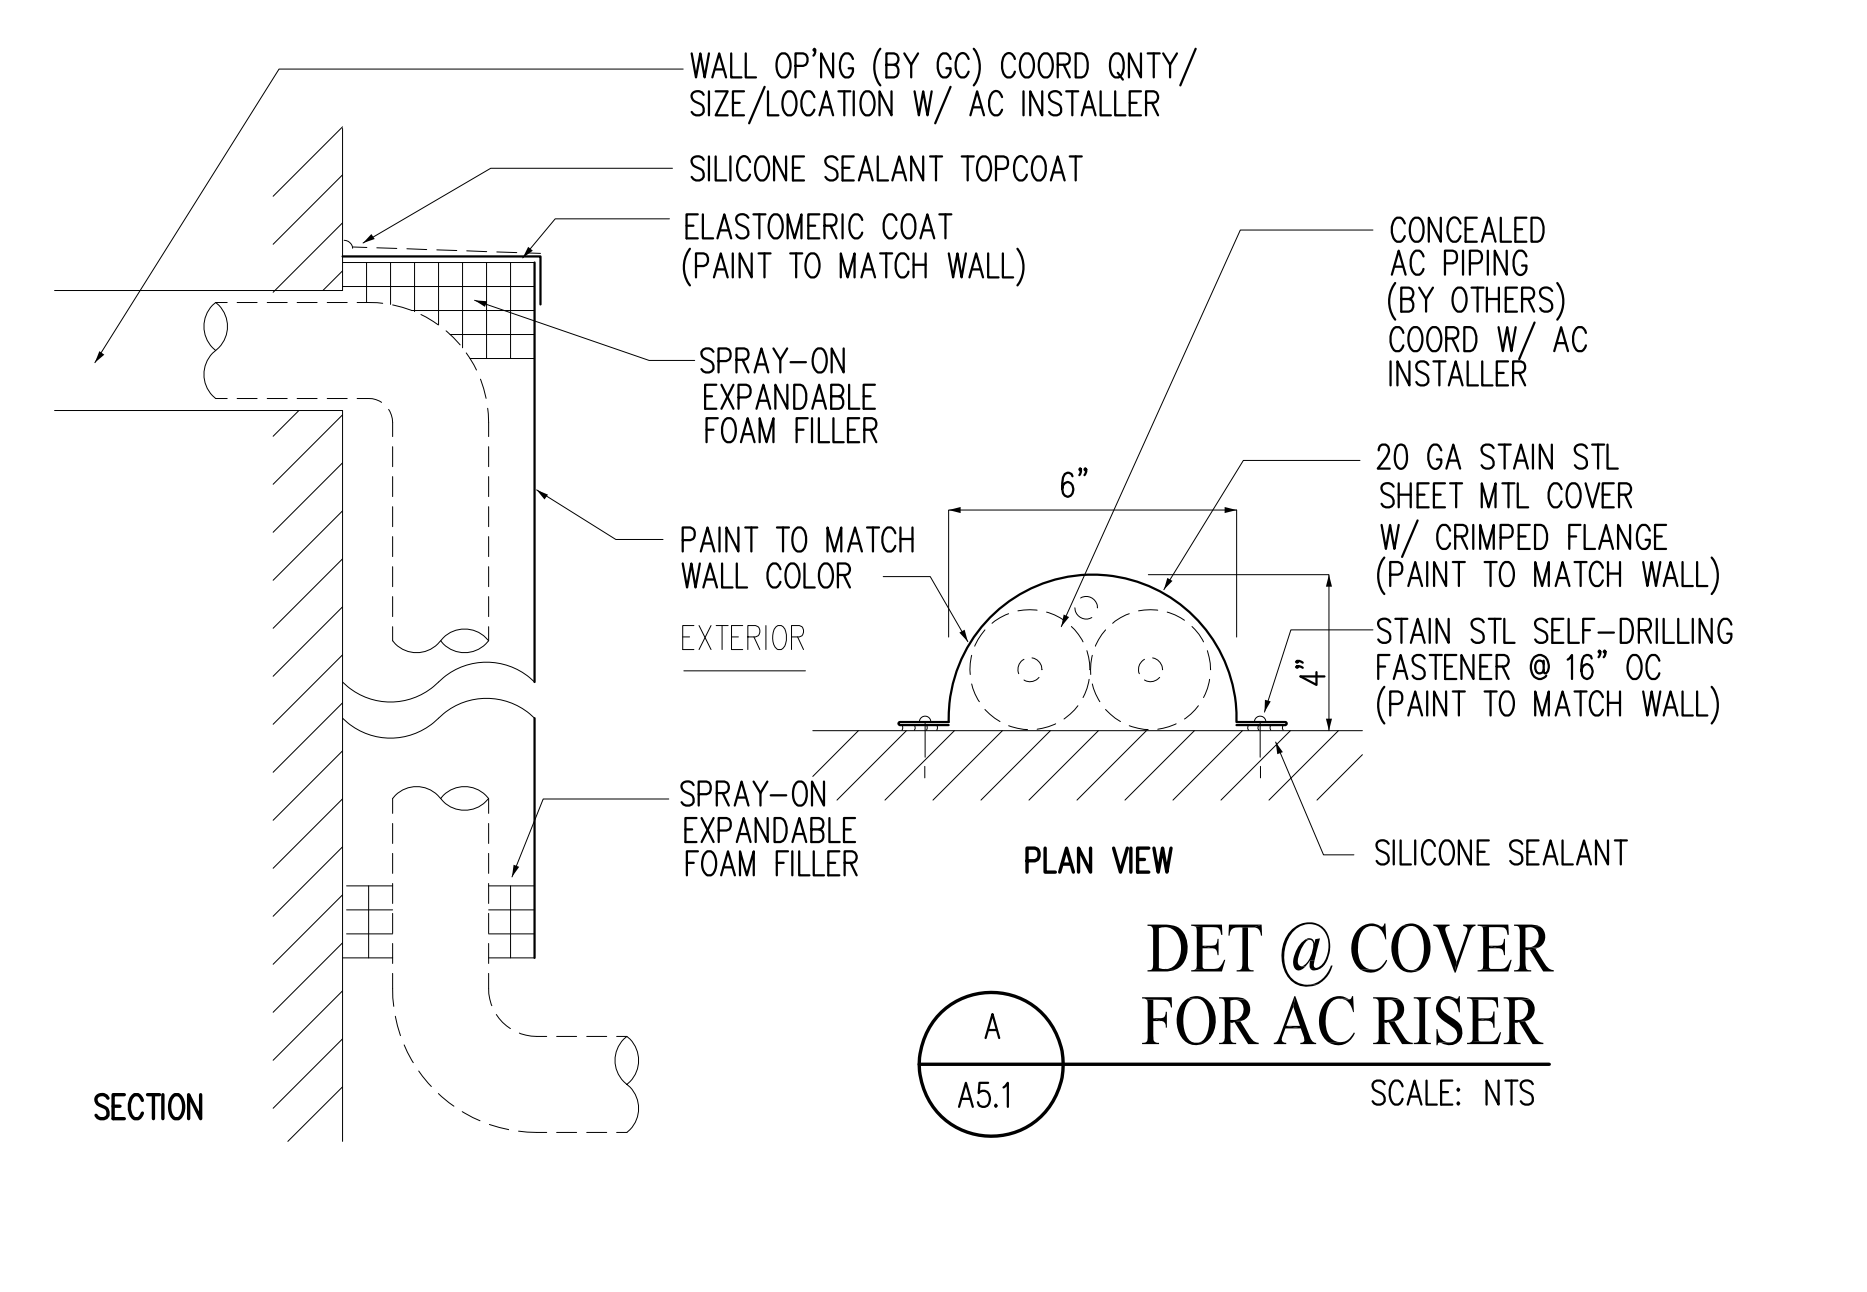 WALL OP'NG (BY GC) COORD QNTY/
SIZE/LOCATION W/ AC INSTALLER
SILICONE SEALANT TOPCOAT
ELASTOMERIC COAT
(PAINT TO MATCH WALL)
SPRAY-ON
EXPANDABLE
FOAM FILLER
PAINT TO MATCH
WALL COLOR
EXTERIOR
SPRAY-ON
EXPANDABLE
FOAM FILLER
SECTION
CONCEALED
AC PIPING
(BY OTHERS)
COORD W/ AC
INSTALLER
6"
4"
20 GA STAIN STL
SHEET MTL COVER
W/ CRIMPED FLANGE
(PAINT TO MATCH WALL)
STAIN STL SELF-DRILLING
FASTENER @ 16" OC
(PAINT TO MATCH WALL)
SILICONE SEALANT
PLAN VIEW
DET @ COVER
FOR AC RISER
A
A5.1
SCALE: NTS